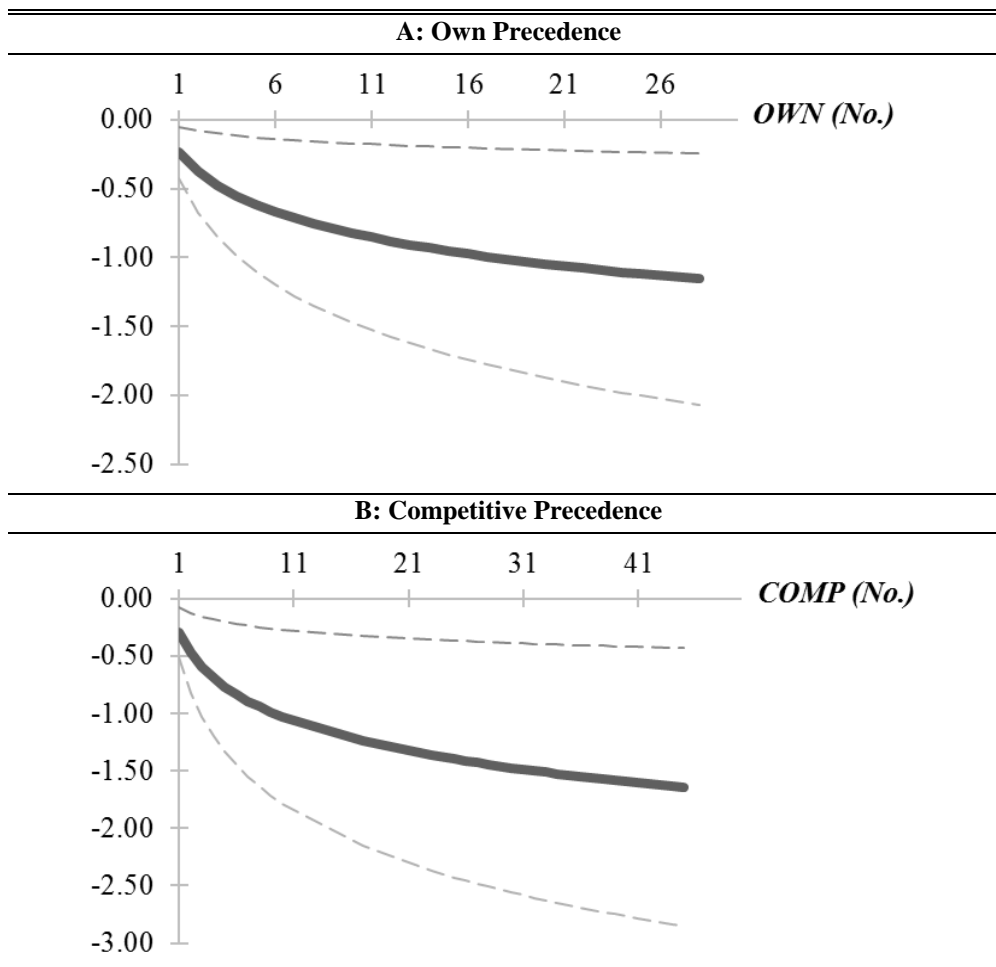 A: Own Precedence
1 6 11 16 21 26
OWN (No.)
0.00
-0.50
-1.00
-1.50
-2.00
-2.50
B: Competitive Precedence
1 11 21 31 41
COMP (No.)
0.00
-0.50
-1.00
-1.50
-2.00
-2.50
-3.00